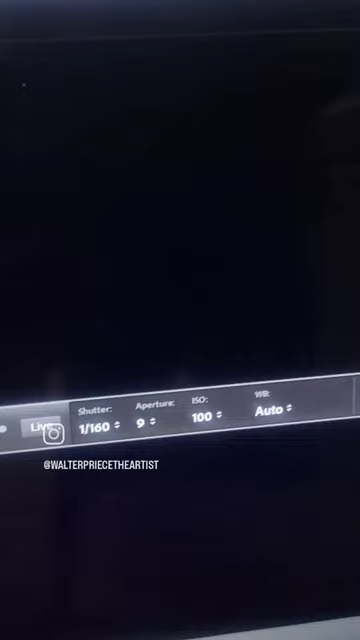 Shutter: Aperture: ISO: WB:
Live 1/160 9 100 Auto
@WALTERPRIECETHEARTIST